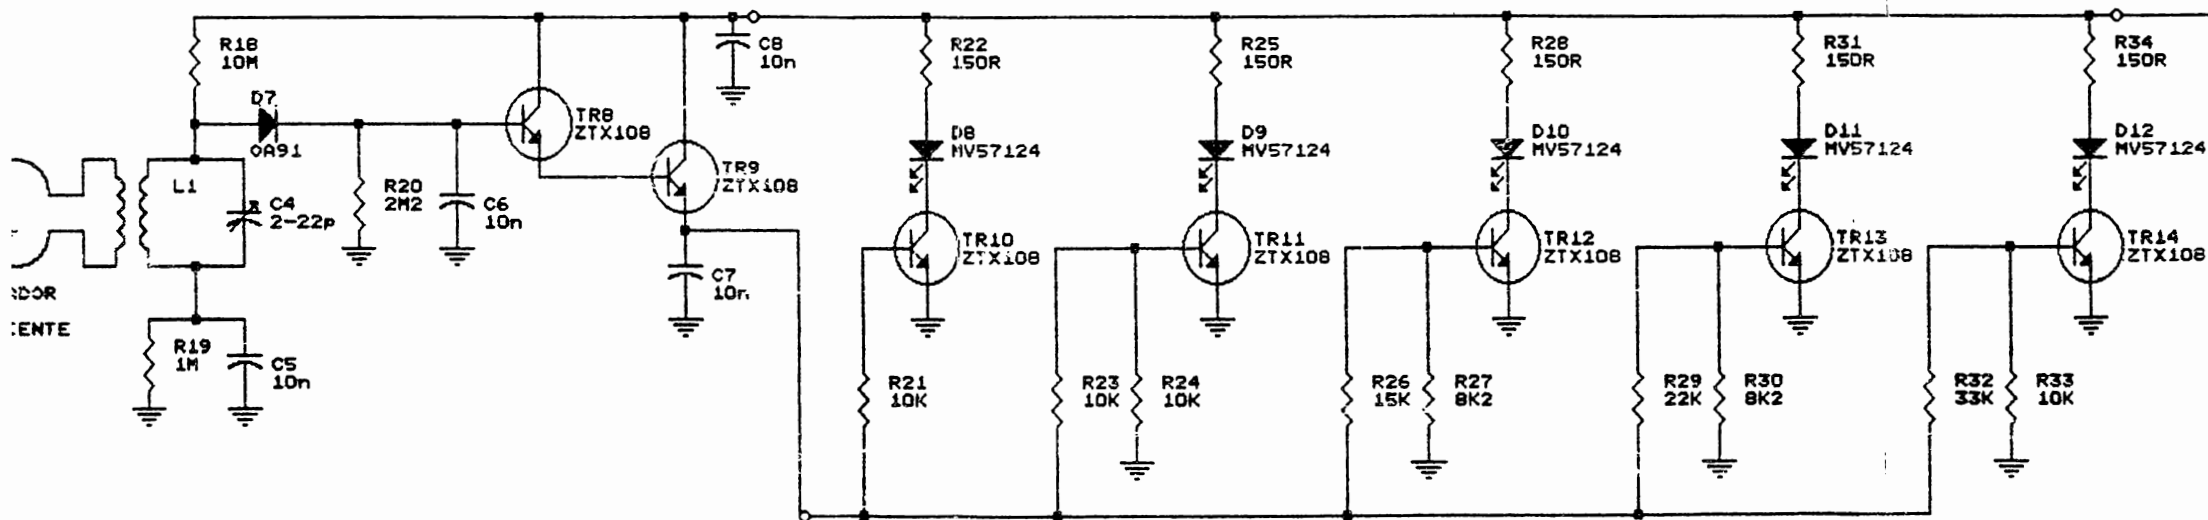 R18
10M
D7
OA91
L1
C4
2-22p
R19
1M
C5
10n
R20
2M2
C6
10n
TR8
ZTX108
TR9
ZTX108
C7
10n
C8
10n
R22
150R
D8
MV57124
TR10
ZTX108
R21
10K
R25
150R
D9
MV57124
TR11
ZTX108
R23
10K
R24
10K
R28
150R
D10
MV57124
TR12
ZTX108
R26
15K
R27
8K2
R31
150R
D11
MV57124
TR13
ZTX108
R29
22K
R30
8K2
R34
150R
D12
MV57124
TR14
ZTX108
R32
33K
R33
10K